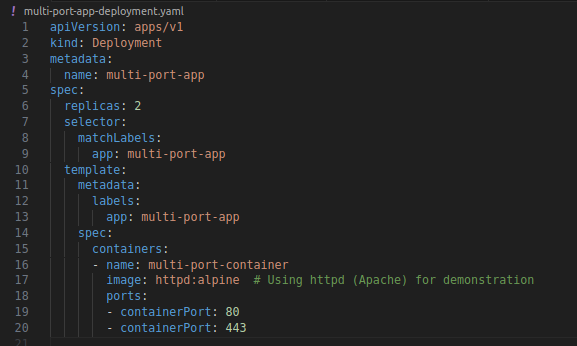 ! multi-port-app-deployment.yaml
1 apiVersion: apps/v1
2 kind: Deployment
3 metadata:
4   name: multi-port-app
5 spec:
6   replicas: 2
7   selector:
8     matchLabels:
9       app: multi-port-app
10   template:
11     metadata:
12       labels:
13         app: multi-port-app
14     spec:
15       containers:
16       - name: multi-port-container
17         image: httpd:alpine  # Using httpd (Apache) for demonstration
18         ports:
19         - containerPort: 80
20         - containerPort: 443
21